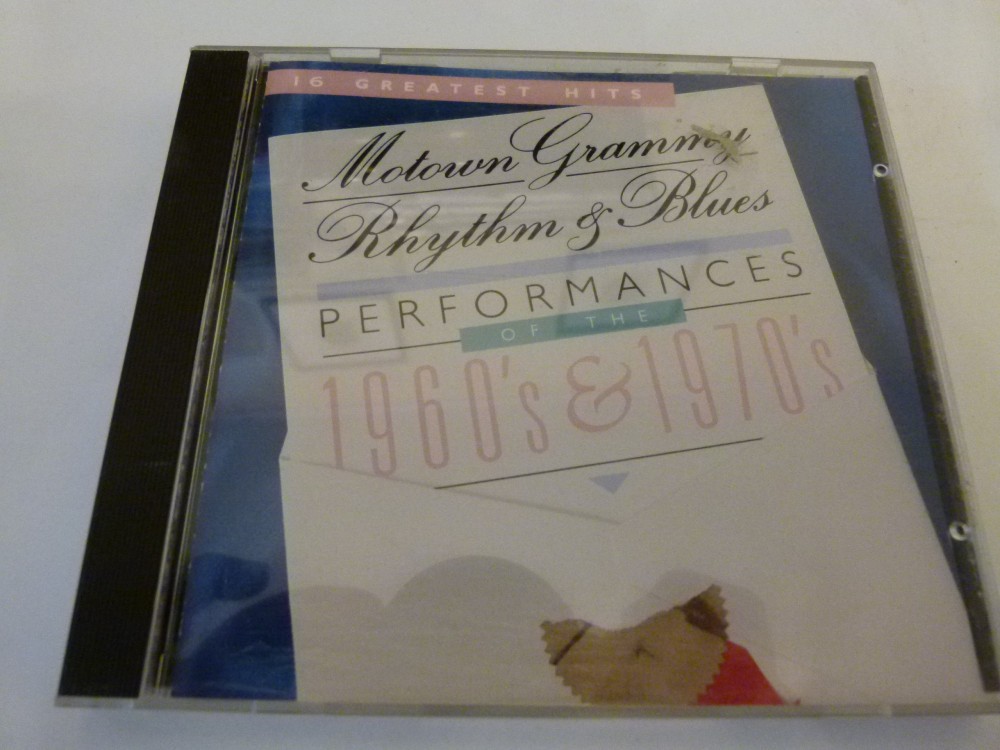 16 GREATEST HITS
Motown Grammy
Rhythm & Blues
PERFORMANCES
OF THE
1960's & 1970's